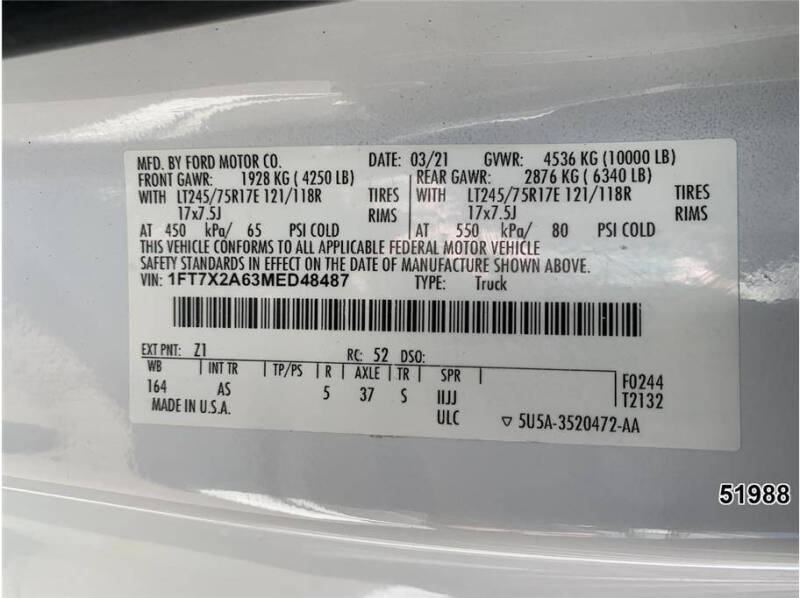 MFD. BY FORD MOTOR CO. DATE: 03/21 GVWR: 4536 KG (10000 LB)
FRONT GAWR: 1928 KG ( 4250 LB) REAR GAWR: 2876 KG ( 6340 LB)
WITH LT245/75R17E 121/118R TIRES WITH LT245/75R17E 121/118R TIRES
17x7.5J RIMS 17x7.5J RIMS
AT 450 kPa/ 65 PSI COLD AT 550 kPa/ 80 PSI COLD
THIS VEHICLE CONFORMS TO ALL APPLICABLE FEDERAL MOTOR VEHICLE
SAFETY STANDARDS IN EFFECT ON THE DATE OF MANUFACTURE SHOWN ABOVE.
VIN: 1FT7X2A63MED48487 TYPE: Truck
EXT PNT: Z1 RC: 52 DSO:
WB INT TR TP/PS R AXLE TR SPR F0244
164 AS 5 37 S IIJJ T2132
MADE IN U.S.A. ULC ▽ 5U5A-3520472-AA
51988